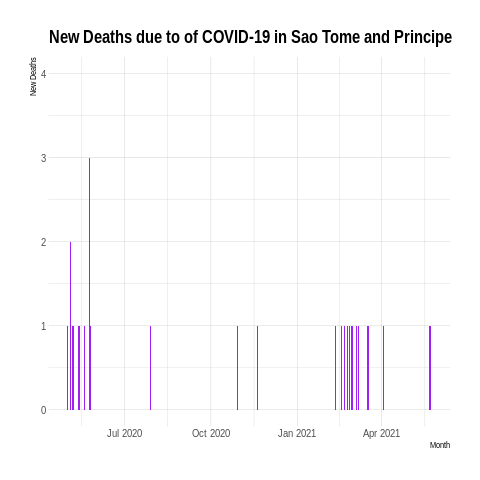 New Deaths due to of COVID-19 in Sao Tome and Principe
New Deaths
4
3
2
1
0
Jul 2020 Oct 2020 Jan 2021 Apr 2021
Month